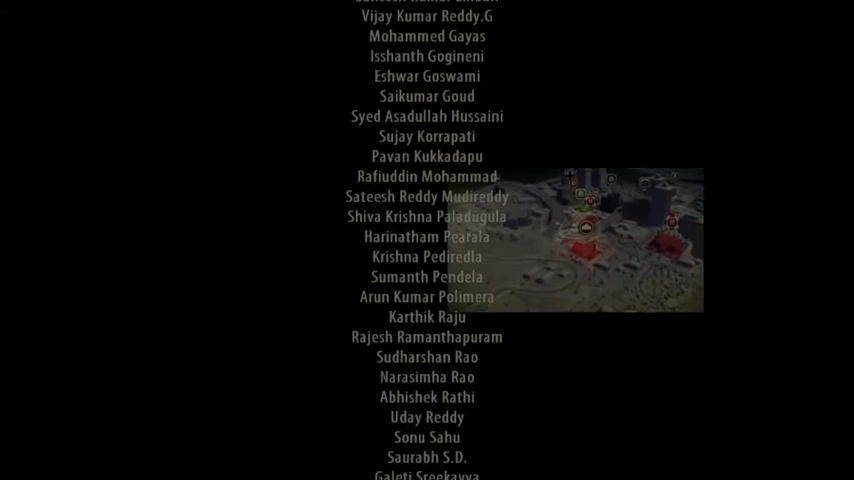 Vijay Kumar Reddy.G
Mohammed Gayas
Isshanth Gogineni
Eshwar Goswami
Saikumar Goud
Syed Asadullah Hussaini
Sujay Korrapati
Pavan Kukkadapu
Rafiuddin Mohammad
Sateesh Reddy Mudireddy
Shiva Krishna Paladugula
Harinatham Pearala
Krishna Pediredla
Sumanth Pendela
Arun Kumar Polimera
Karthik Raju
Rajesh Ramanthapuram
Sudharshan Rao
Narasimha Rao
Abhishek Rathi
Uday Reddy
Sonu Sahu
Saurabh S.D.
Galeti Sreekavya